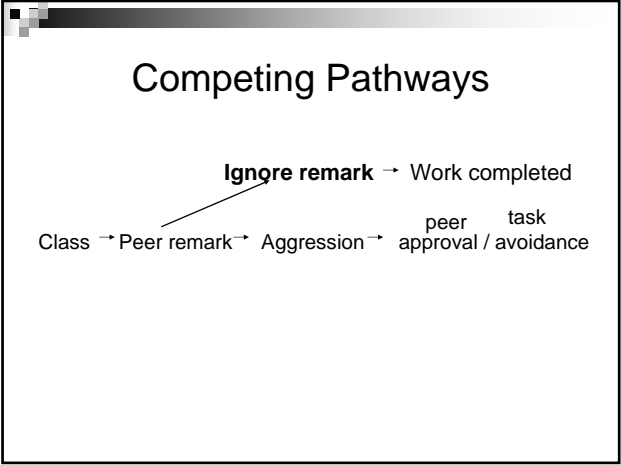 Competing Pathways
Ignore remark → Work completed
peer task
Class → Peer remark → Aggression → approval / avoidance